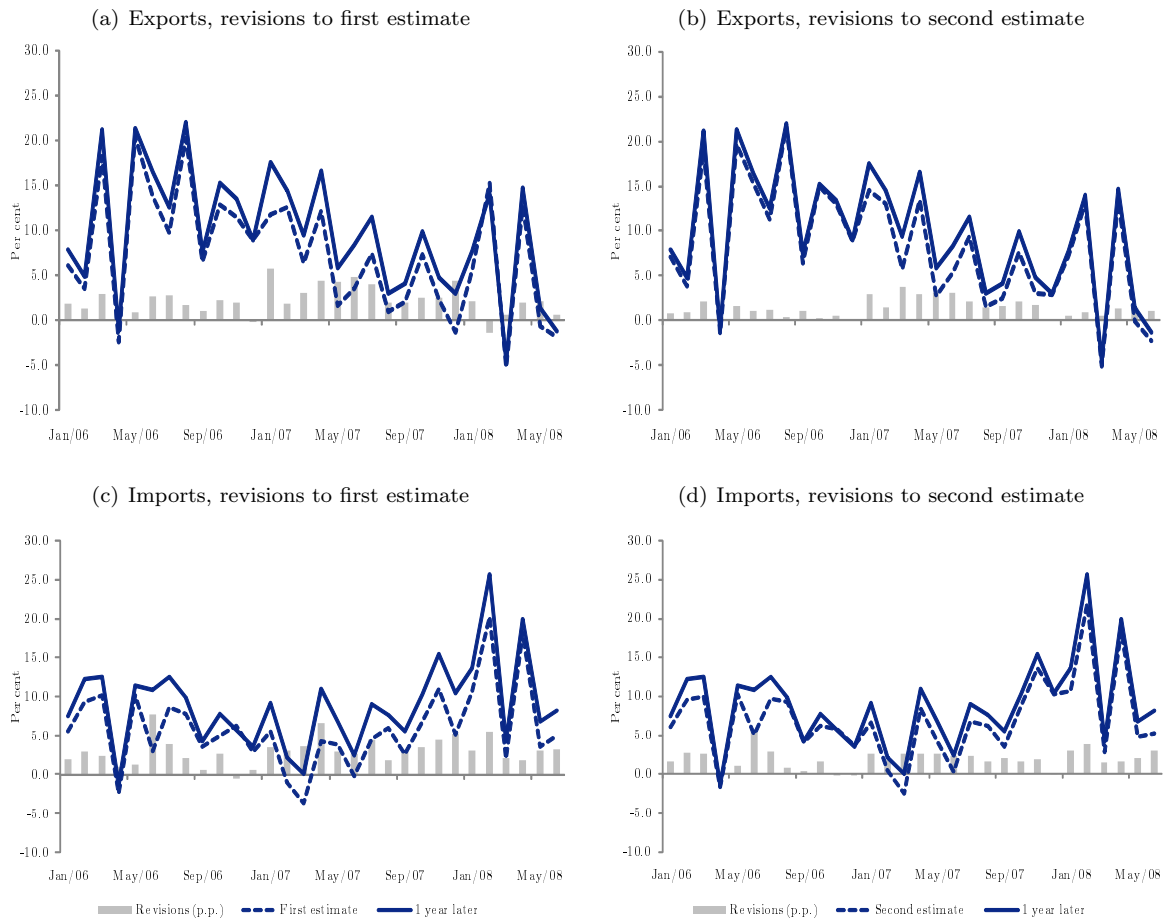 (a) Exports, revisions to first estimate
30.0
25.0
20.0
15.0
10.0
5.0
0.0
-5.0
-10.0
Per cent
Jan/06 May/06 Sep/06 Jan/07 May/07 Sep/07 Jan/08 May/08
(b) Exports, revisions to second estimate
30.0
25.0
20.0
15.0
10.0
5.0
0.0
-5.0
-10.0
Per cent
Jan/06 May/06 Sep/06 Jan/07 May/07 Sep/07 Jan/08 May/08
(c) Imports, revisions to first estimate
30.0
25.0
20.0
15.0
10.0
5.0
0.0
-5.0
-10.0
Per cent
Jan/06 May/06 Sep/06 Jan/07 May/07 Sep/07 Jan/08 May/08
Revisions (p.p.) First estimate 1 year later
(d) Imports, revisions to second estimate
30.0
25.0
20.0
15.0
10.0
5.0
0.0
-5.0
-10.0
Per cent
Jan/06 May/06 Sep/06 Jan/07 May/07 Sep/07 Jan/08 May/08
Revisions (p.p.) Second estimate 1 year later